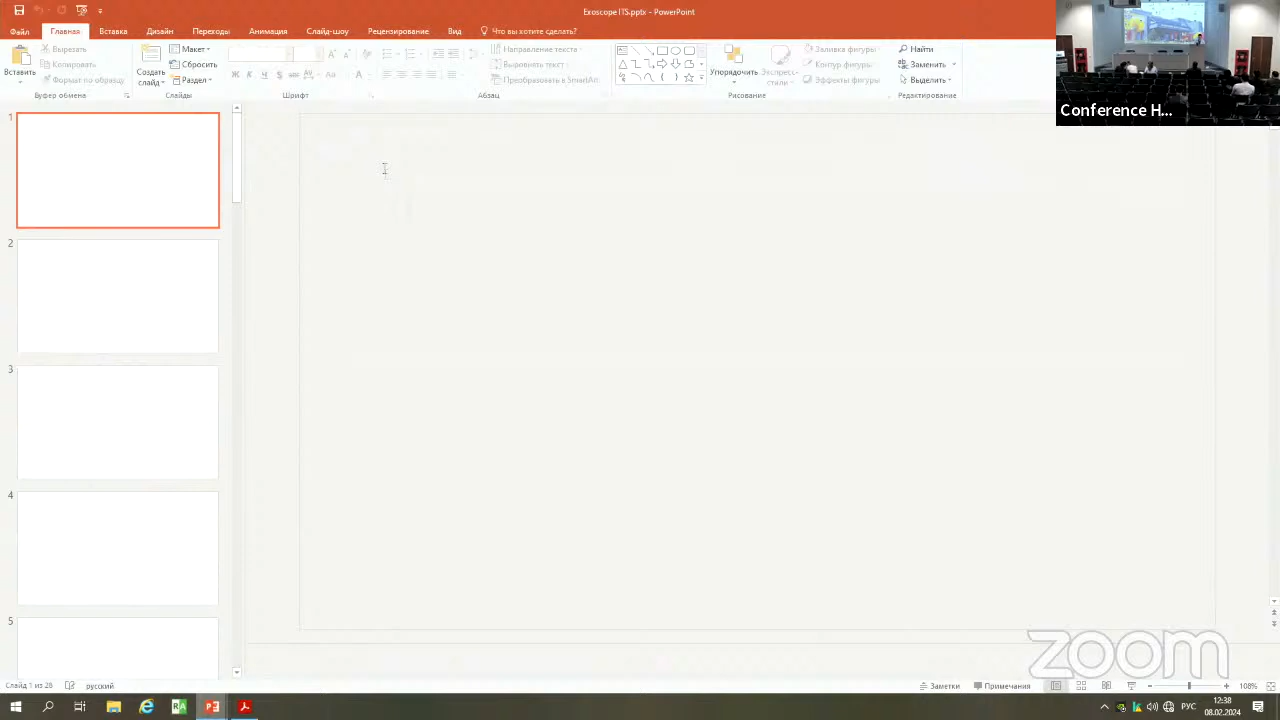 Exoscope ITS.pptx - PowerPoint
Файл Главная Вставка Дизайн Переходы Анимация Слайд-шоу Рецензирование Вид Что вы хотите сделать?
Вставить
Вырезать
Копировать
Формат по образцу
Буфер обмена
Создать слайд
Макет
Сбросить
Раздел
Слайды
Ж К Ч S abc AV Aa A
Шрифт
Направление текста
Выровнять текст
Преобразовать в SmartArt
Абзац
Упорядочить
Экспресс-стили
Заливка фигуры
Контур фигуры
Эффекты фигуры
Рисование
Найти
Заменить
Выделить
Редактирование
Conference H...
1
2
3
4
5
zoom
Слайд 1 из 28 русский Заметки Примечания 108%
РУС 12:38
08.02.2024